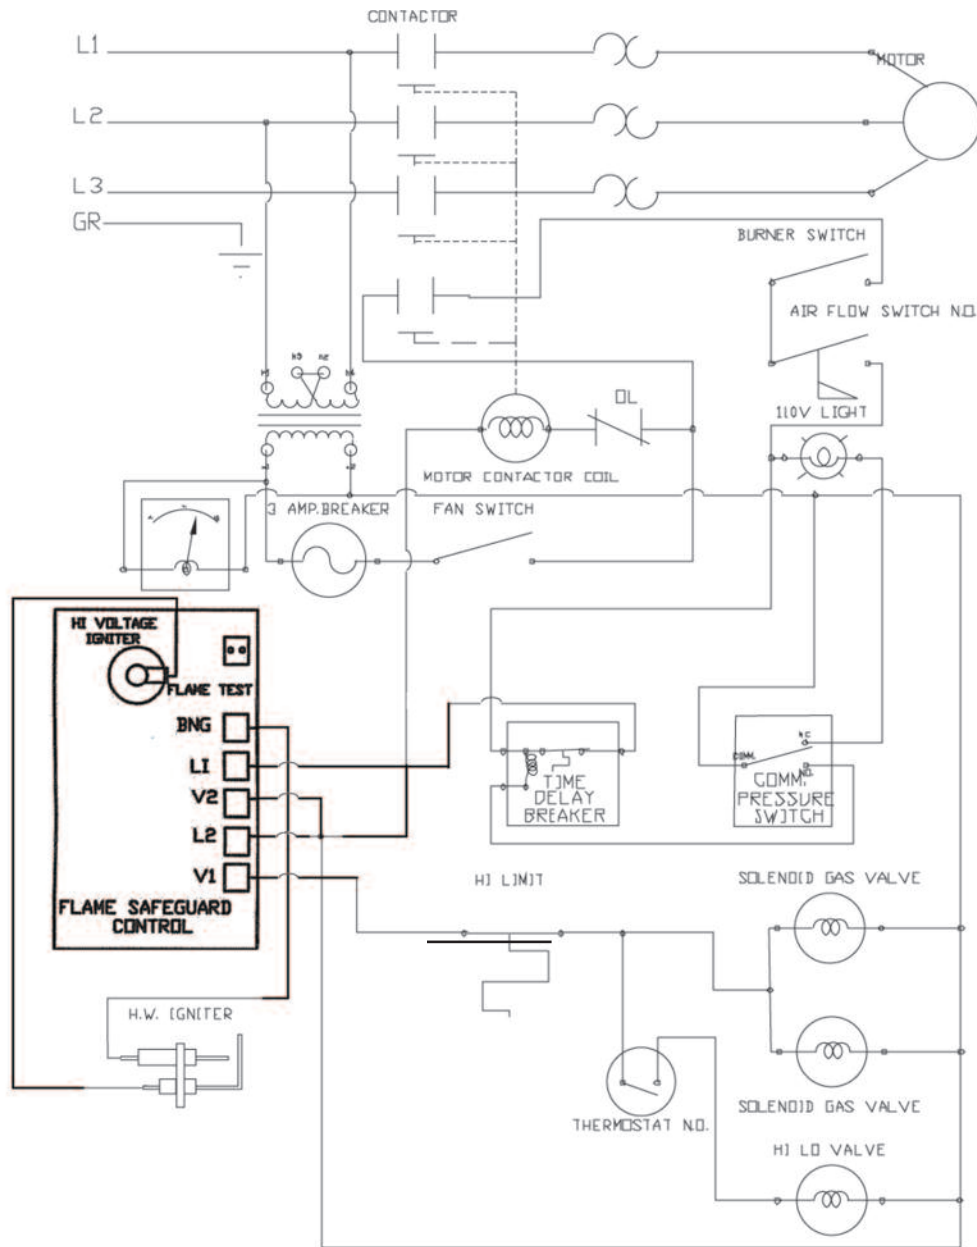 CONTACTOR
L1
MOTOR
L2
L3
GR
BURNER SWITCH
AIR FLOW SWITCH N.O.
110V LIGHT
OL
MOTOR CONTACTOR COIL
3 AMP.BREAKER
FAN SWITCH
HI VOLTAGE
IGNITER
FLAME TEST
BNG
LI
V2
L2
V1
FLAME SAFEGUARD
CONTROL
TIME
DELAY
BREAKER
N.C
COMM.
N.O.
COMM.
PRESSURE
SWITCH
HI LIMIT
SOLENOID GAS VALVE
H.W. IGNITER
SOLENOID GAS VALVE
THERMOSTAT N.O.
HI LO VALVE